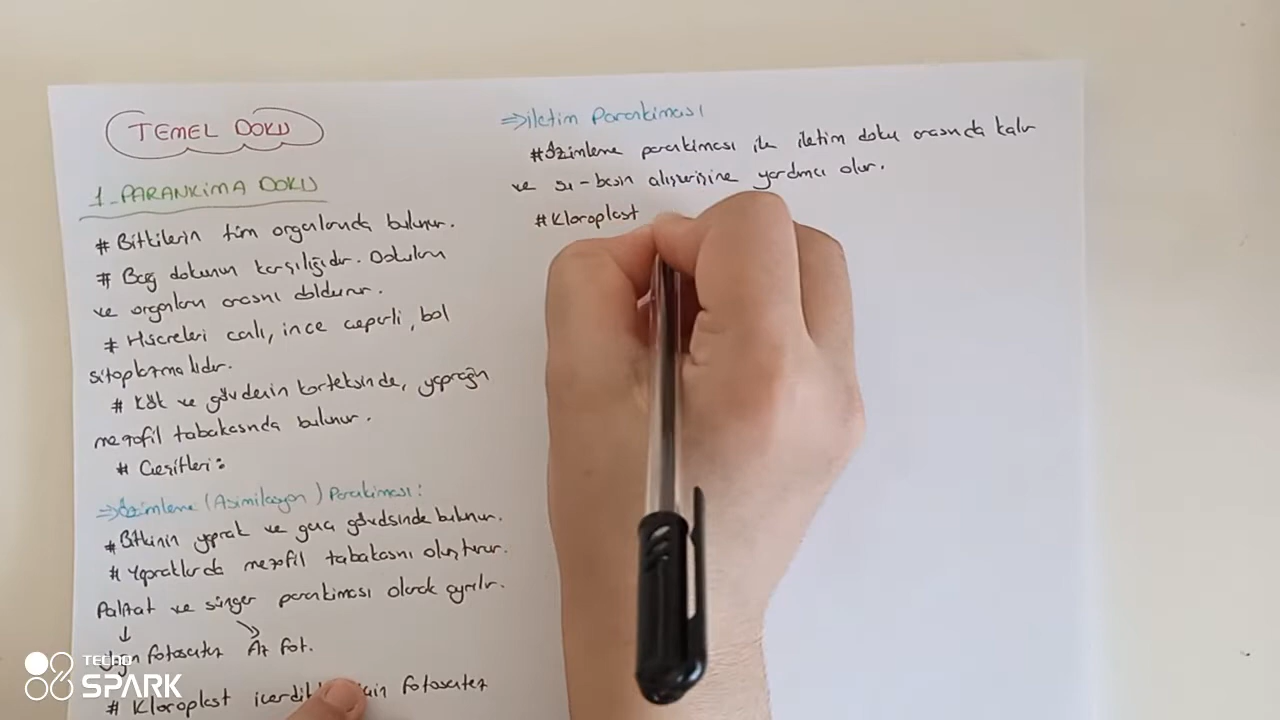 TEMEL DOKU
1_PARANKİMA DOKU
# Bitkilerin tüm organlarında bulunur.
# Bağ dokunun karşılığıdır. Dokuların
ve organların arasını doldurur.
# Hücreleri canlı, ince çeperli, bol
sitoplazmalıdır.
# Kök ve gövdenin korteksinde, yaprağın
mezofil tabakasında bulunur.
# Çeşitleri:
⇒Özümleme (Asimilasyon) Parankiması:
# Bitkinin yaprak ve genç gövdesinde bulunur.
# Yapraklarda mezofil tabakasını oluşturur.
Palizat ve sünger parankiması olarak ayrılır.
↓ ↘
Yoğun fotosentez Az fot.
# Kloroplast fotosentez
⇒İletim Parankiması
#Özümleme parankiması ile iletim doku arasında kalır
ve su-besin alışverişine yardımcı olur.
#Kloroplast
TECNO
SPARK